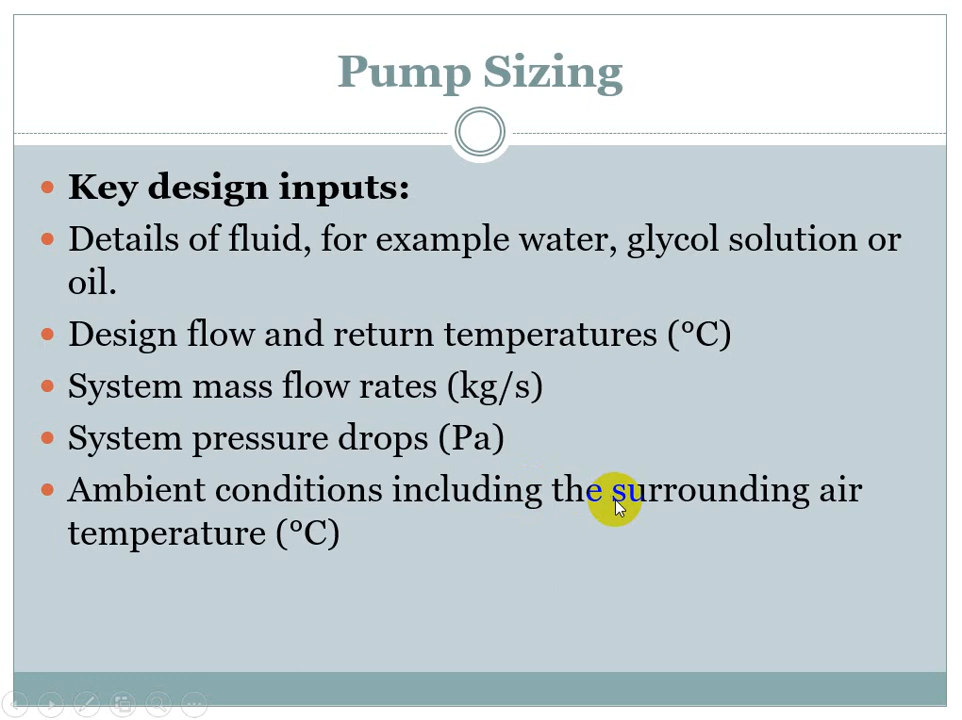 Pump Sizing
Key design inputs:
Details of fluid, for example water, glycol solution or
oil.
Design flow and return temperatures (°C)
System mass flow rates (kg/s)
System pressure drops (Pa)
Ambient conditions including the surrounding air
temperature (°C)